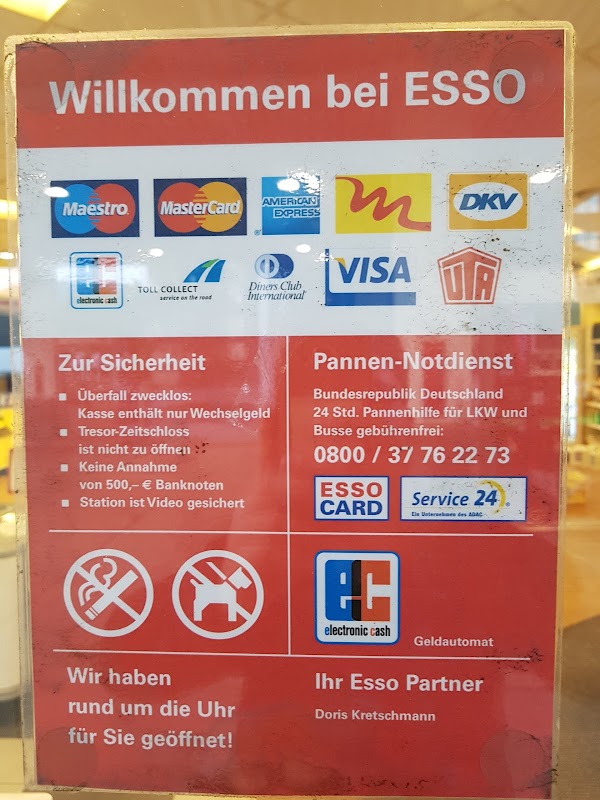 Willkommen bei ESSO
Maestro
MasterCard
AMERICAN
EXPRESS
DKV
electronic cash
TOLL COLLECT
service on the road
Diners Club
International
VISA
UTA
Zur Sicherheit
Überfall zwecklos:
Kasse enthält nur Wechselgeld
Tresor-Zeitschloss
ist nicht zu öffnen
Keine Annahme
von 500,– € Banknoten
Station ist Video gesichert
Pannen-Notdienst
Bundesrepublik Deutschland
24 Std. Pannenhilfe für LKW und
Busse gebührenfrei:
0800 / 37 76 22 73
ESSO
CARD
Service 24
Ein Unternehmen des ADAC
ec
electronic cash
Geldautomat
Wir haben
rund um die Uhr
für Sie geöffnet!
Ihr Esso Partner
Doris Kretschmann